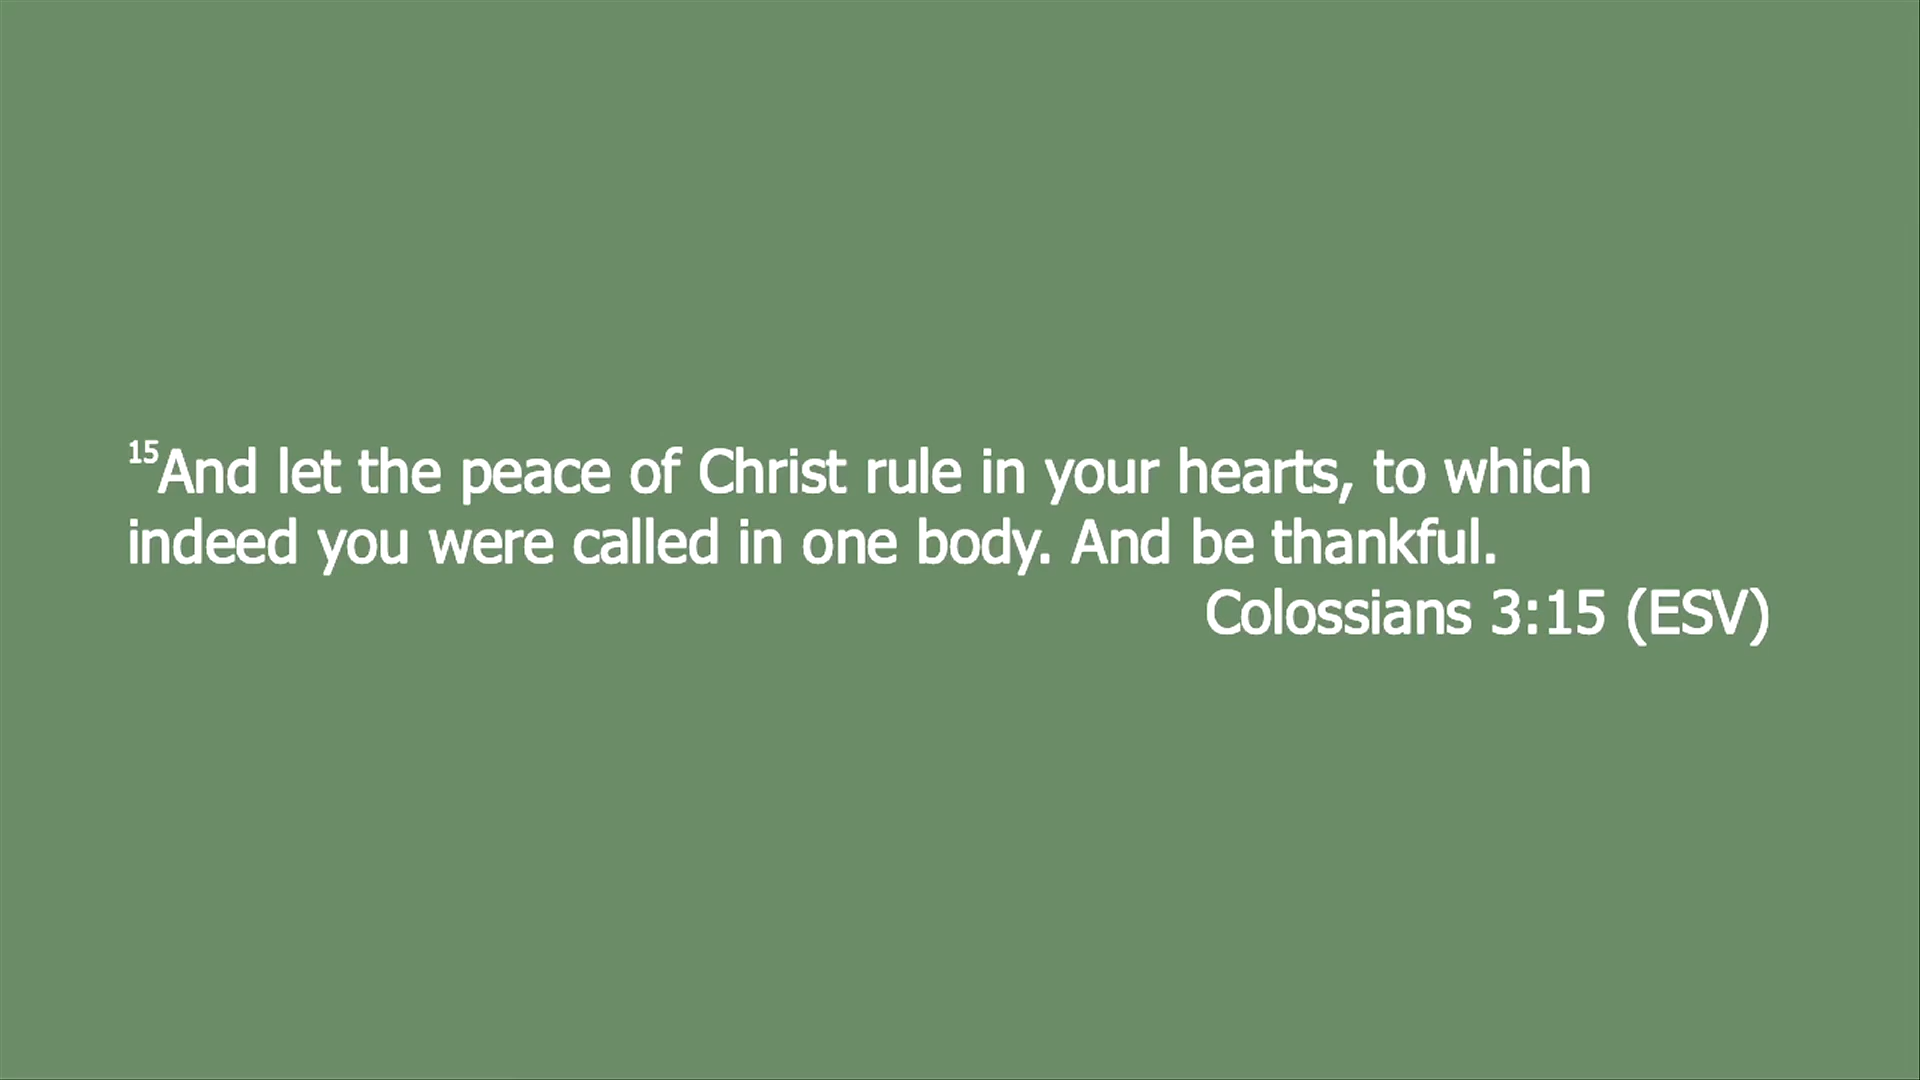 15And let the peace of Christ rule in your hearts, to which
indeed you were called in one body. And be thankful.
Colossians 3:15 (ESV)